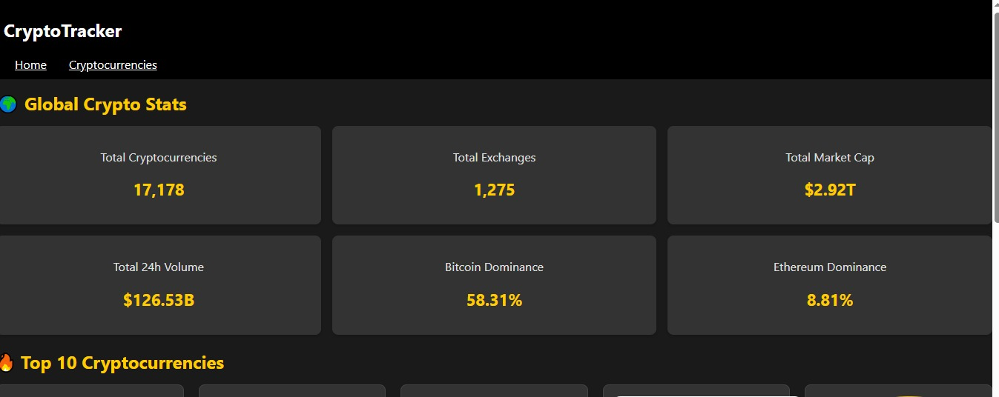 CryptoTracker
Home Cryptocurrencies
🌍 Global Crypto Stats
Total Cryptocurrencies Total Exchanges Total Market Cap
17,178 1,275 $2.92T
Total 24h Volume Bitcoin Dominance Ethereum Dominance
$126.53B 58.31% 8.81%
🔥 Top 10 Cryptocurrencies